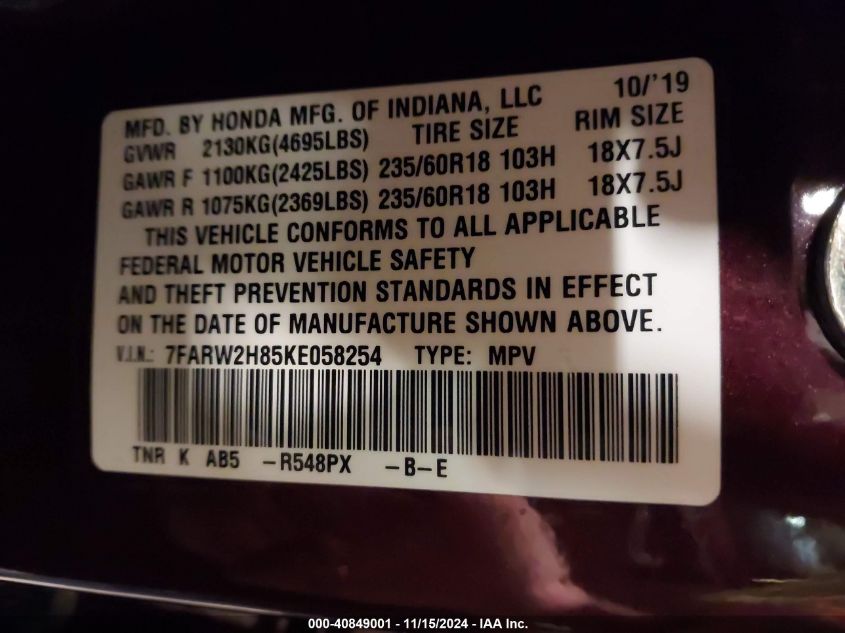 MFD. BY HONDA MFG. OF INDIANA, LLC 10/'19
GVWR 2130KG(4695LBS) TIRE SIZE RIM SIZE
GAWR F 1100KG(2425LBS) 235/60R18 103H 18X7.5J
GAWR R 1075KG(2369LBS) 235/60R18 103H 18X7.5J
THIS VEHICLE CONFORMS TO ALL APPLICABLE
FEDERAL MOTOR VEHICLE SAFETY
AND THEFT PREVENTION STANDARDS IN EFFECT
ON THE DATE OF MANUFACTURE SHOWN ABOVE.
V.I.N.: 7FARW2H85KE058254 TYPE: MPV
TNR K AB5 -R548PX -B-E
000-40849001 - 11/15/2024 - IAA Inc.